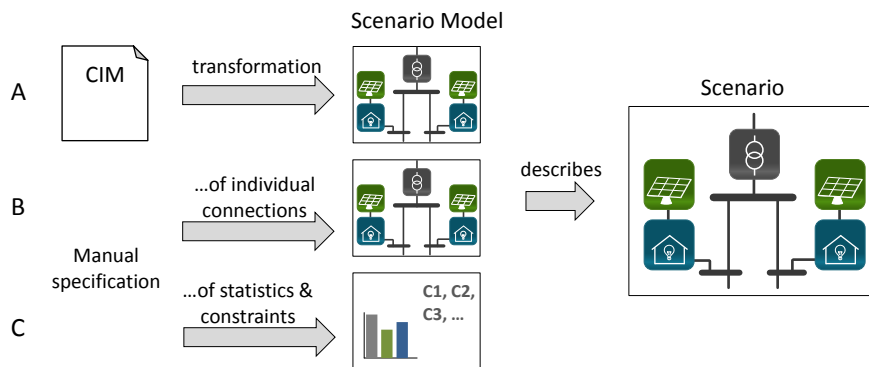 Scenario Model
CIM
A
transformation
Scenario
describes
B
...of individual
connections
Manual
specification
C
...of statistics &
constraints
C1, C2,
C3, ...